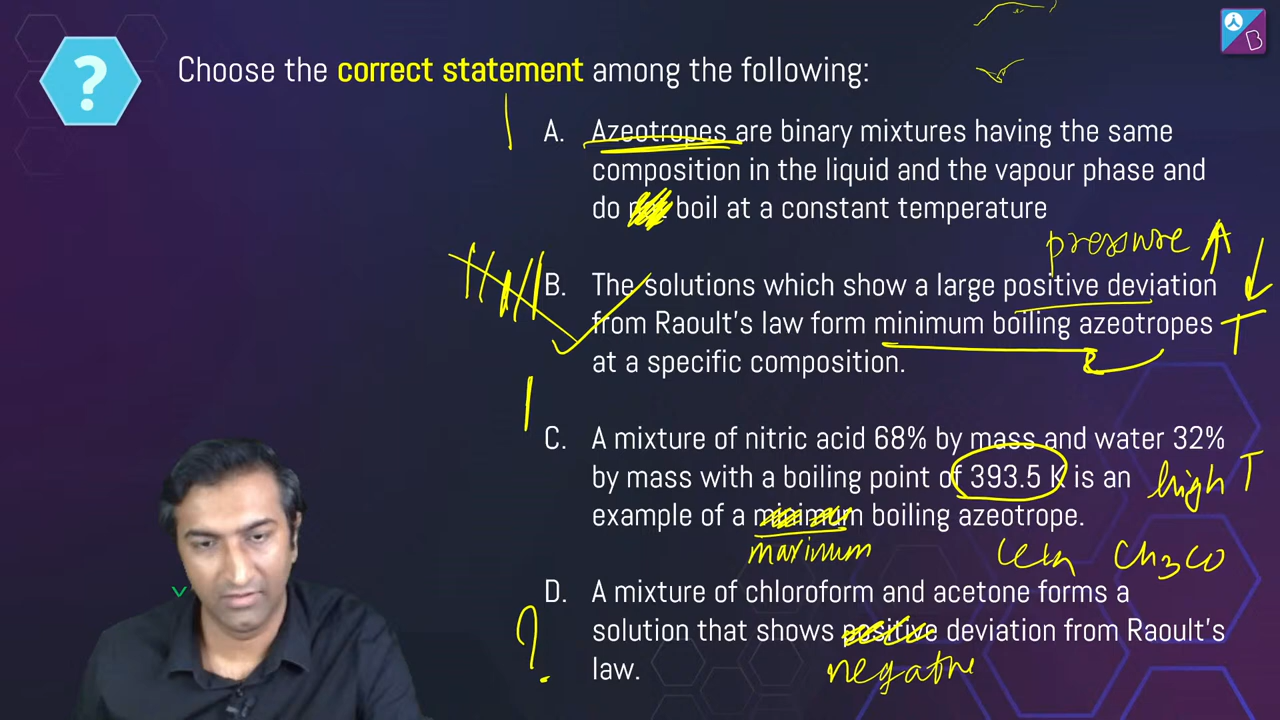 ?
Choose the correct statement among the following:
B
A. Azeotropes are binary mixtures having the same
composition in the liquid and the vapour phase and
do boil at a constant temperature
pressure ↑
B. The solutions which show a large positive deviation
from Raoult's law form minimum boiling azeotropes T
at a specific composition.
C. A mixture of nitric acid 68% by mass and water 32%
by mass with a boiling point of 393.5 K is an high T
example of a minimum boiling azeotrope.
maximum
CH3CO
D. A mixture of chloroform and acetone forms a
solution that shows positive deviation from Raoult's
? law.
negative